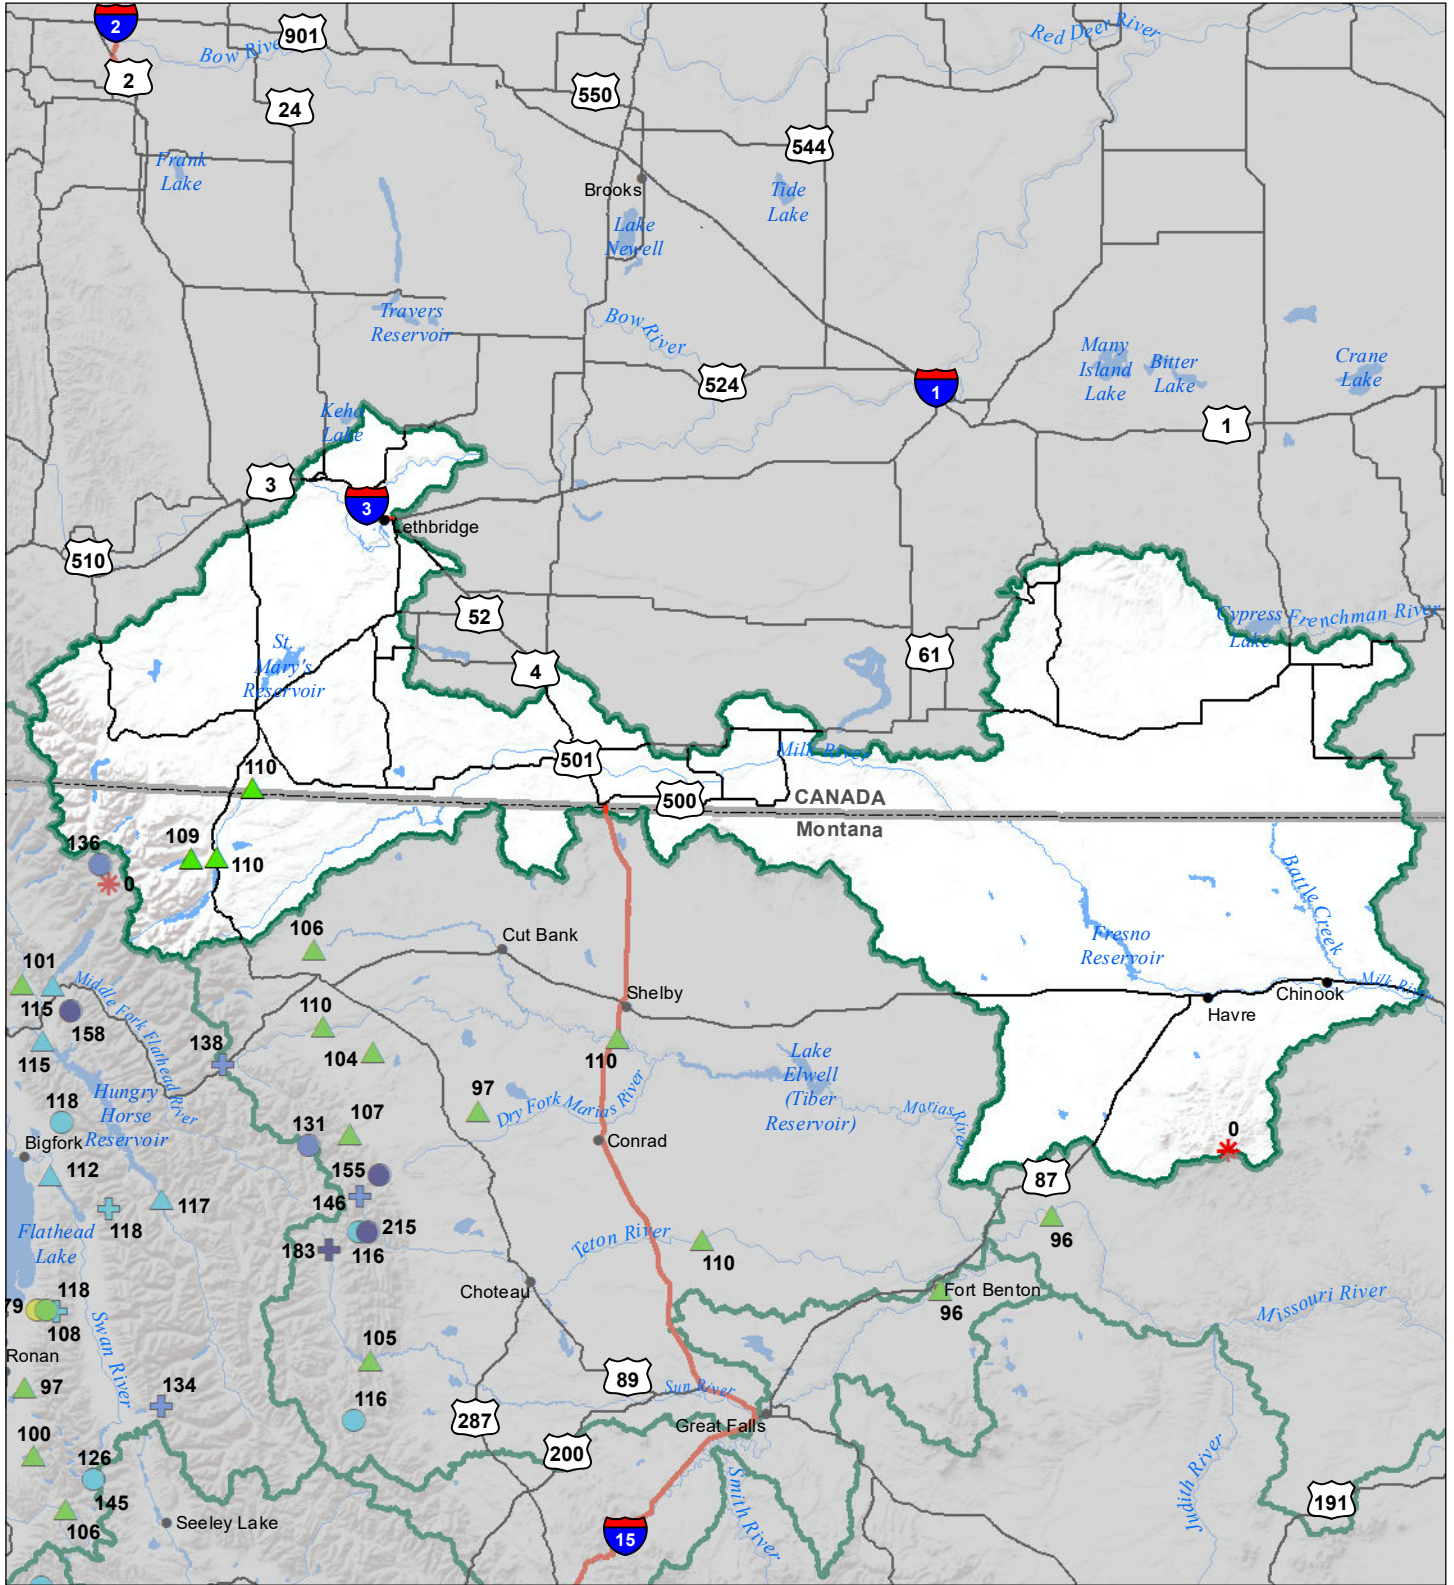 2
901
Bow River
Red Deer River
2
24
550
544
Frank
Lake
Brooks
Tide
Lake
Lake
Newell
Travers
Reservoir
Bow River
Many
Island
Lake
Bitter
Lake
Crane
Lake
524
1
1
Keho
Lake
3
3
Lethbridge
510
52
Cypress
Lake
Frenchman River
St.
Mary's
Reservoir
4
61
501
Milk River
110
500
CANADA
Montana
136
109
110
0
Battle Creek
106
Cut Bank
Fresno
Reservoir
101
Middle Fork Flathead River
115
158
Shelby
Chinook
Milk River
Havre
110
138
104
110
115
Lake
Elwell
(Tiber
Reservoir)
Hungry
Horse
Reservoir
97
Dry Fork Marias River
Marias River
118
107
131
Conrad
0
Bigfork
112
155
87
117
146
118
215
Flathead
Lake
183
116
Teton River
110
96
Choteau
Fort Benton
96
Missouri River
79
118
108
Swan River
105
Ronan
97
134
89
Sun River
116
287
Great Falls
100
200
126
145
Smith River
Judith River
191
106
Seeley Lake
15